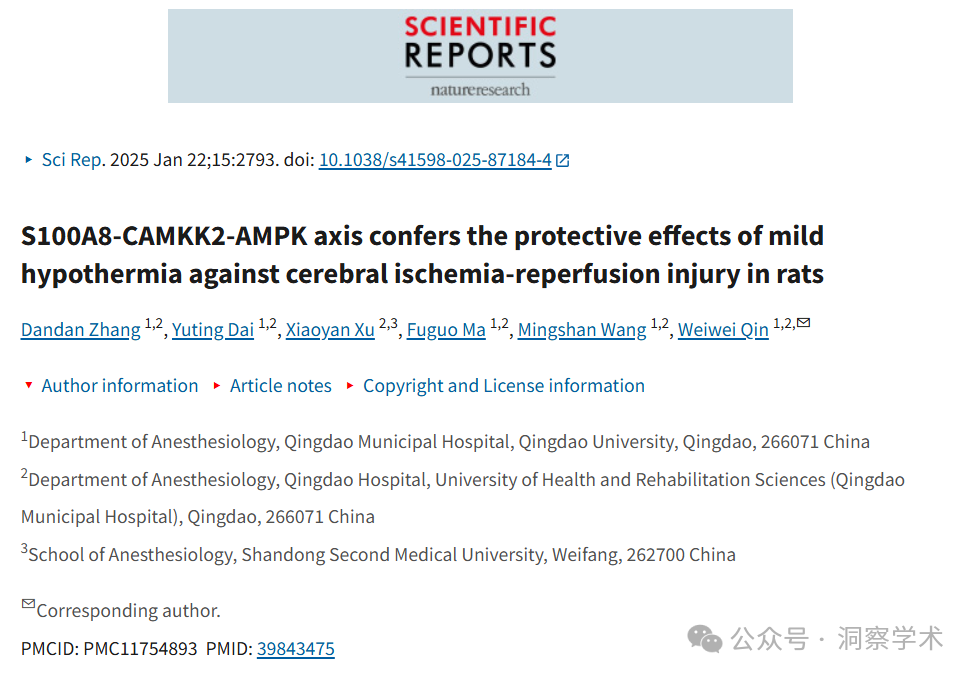 SCIENTIFIC
REPORTS
natureresearch
Sci Rep. 2025 Jan 22;15:2793. doi: 10.1038/s41598-025-87184-4
S100A8-CAMKK2-AMPK axis confers the protective effects of mild
hypothermia against cerebral ischemia-reperfusion injury in rats
Dandan Zhang 1,2, Yuting Dai 1,2, Xiaoyan Xu 2,3, Fuguo Ma 1,2, Mingshan Wang 1,2, Weiwei Qin 1,2,✉
Author information Article notes Copyright and License information
1Department of Anesthesiology, Qingdao Municipal Hospital, Qingdao University, Qingdao, 266071 China
2Department of Anesthesiology, Qingdao Hospital, University of Health and Rehabilitation Sciences (Qingdao
Municipal Hospital), Qingdao, 266071 China
3School of Anesthesiology, Shandong Second Medical University, Weifang, 262700 China
✉Corresponding author.
PMCID: PMC11754893 PMID: 39843475
公众号 · 洞察学术